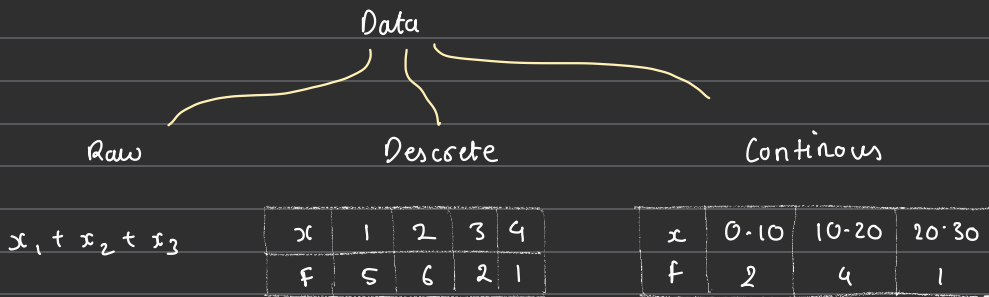 Data
Raw Descrete Continous
x₁ + x₂ + x₃
x 1 2 3 4
F 5 6 2 1
x 0-10 10-20 20-30
f 2 4 1